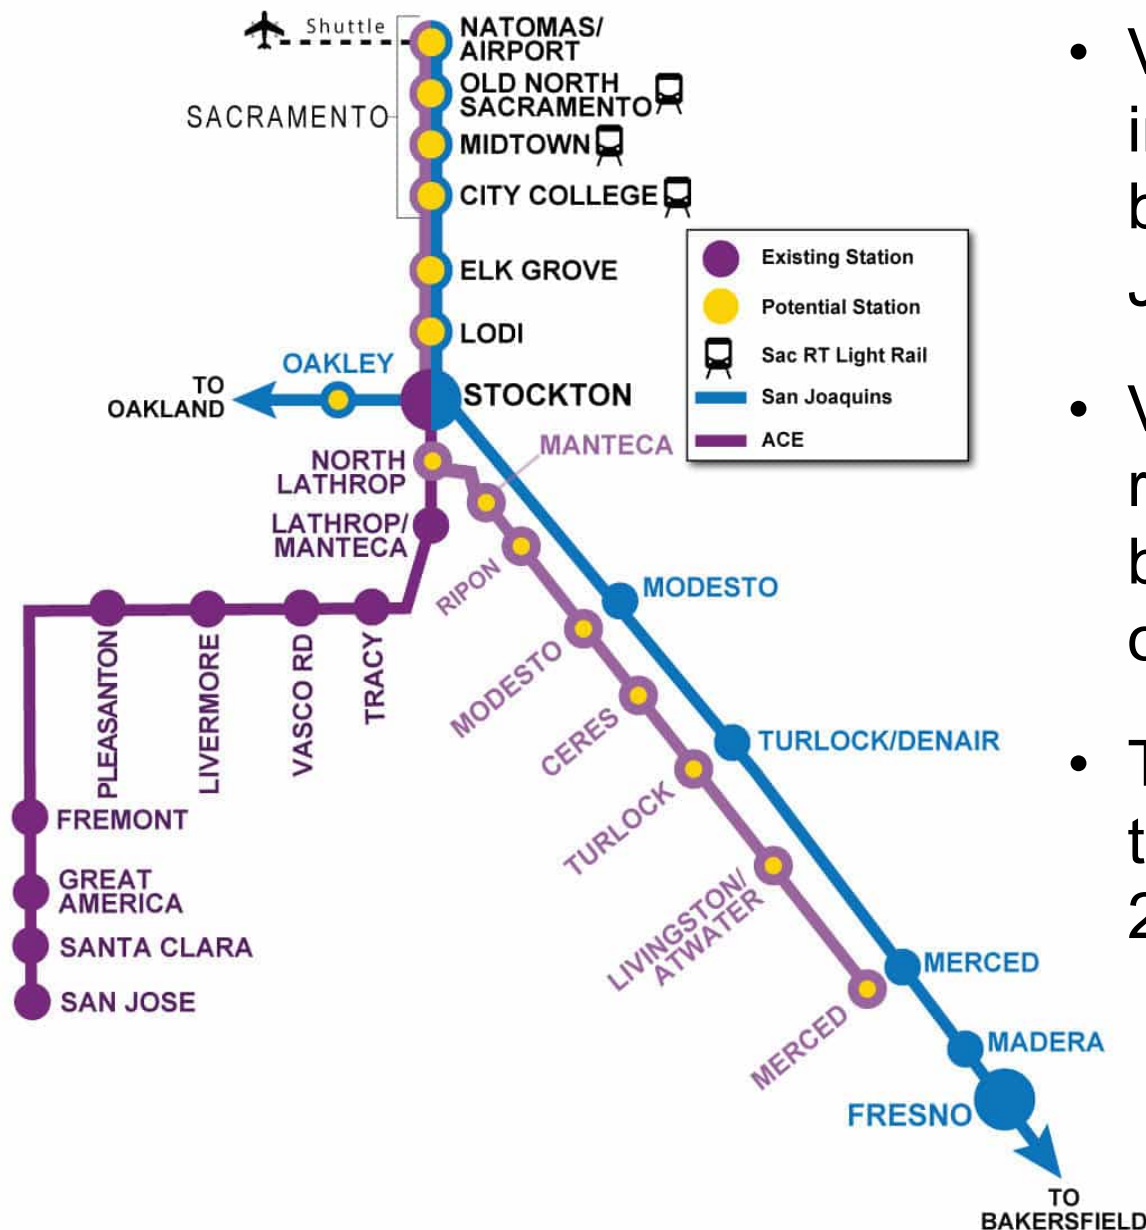 Shuttle
NATOMAS/
AIRPORT
OLD NORTH
SACRAMENTO
SACRAMENTO
MIDTOWN
CITY COLLEGE
ELK GROVE
LODI
Existing Station
Potential Station
Sac RT Light Rail
San Joaquins
ACE
OAKLEY
TO
OAKLAND
STOCKTON
NORTH
LATHROP
MANTECA
LATHROP/
MANTECA
RIPON
MODESTO
MODESTO
PLEASANTON
LIVERMORE
VASCO RD
TRACY
CERES
TURLOCK/DENAIR
TURLOCK
FREMONT
GREAT
AMERICA
SANTA CLARA
SAN JOSE
LIVINGSTON/
ATWATER
MERCED
MERCED
MADERA
FRESNO
TO
BAKERSFIELD